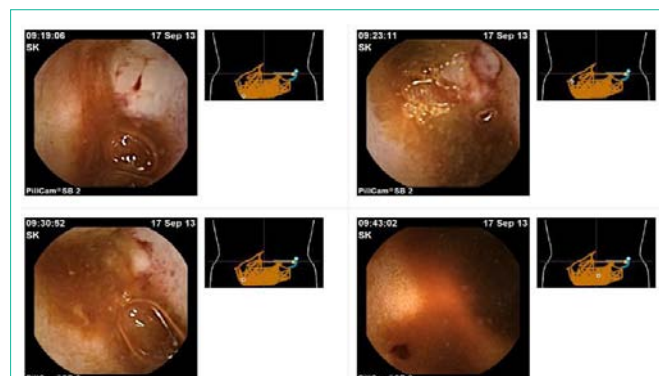 09:19:06 17 Sep 13
SK
PillCam® SB 2
09:23:11 17 Sep 13
SK
PillCam® SB 2
09:30:52 17 Sep 13
SK
09:43:02 17 Sep 13
SK